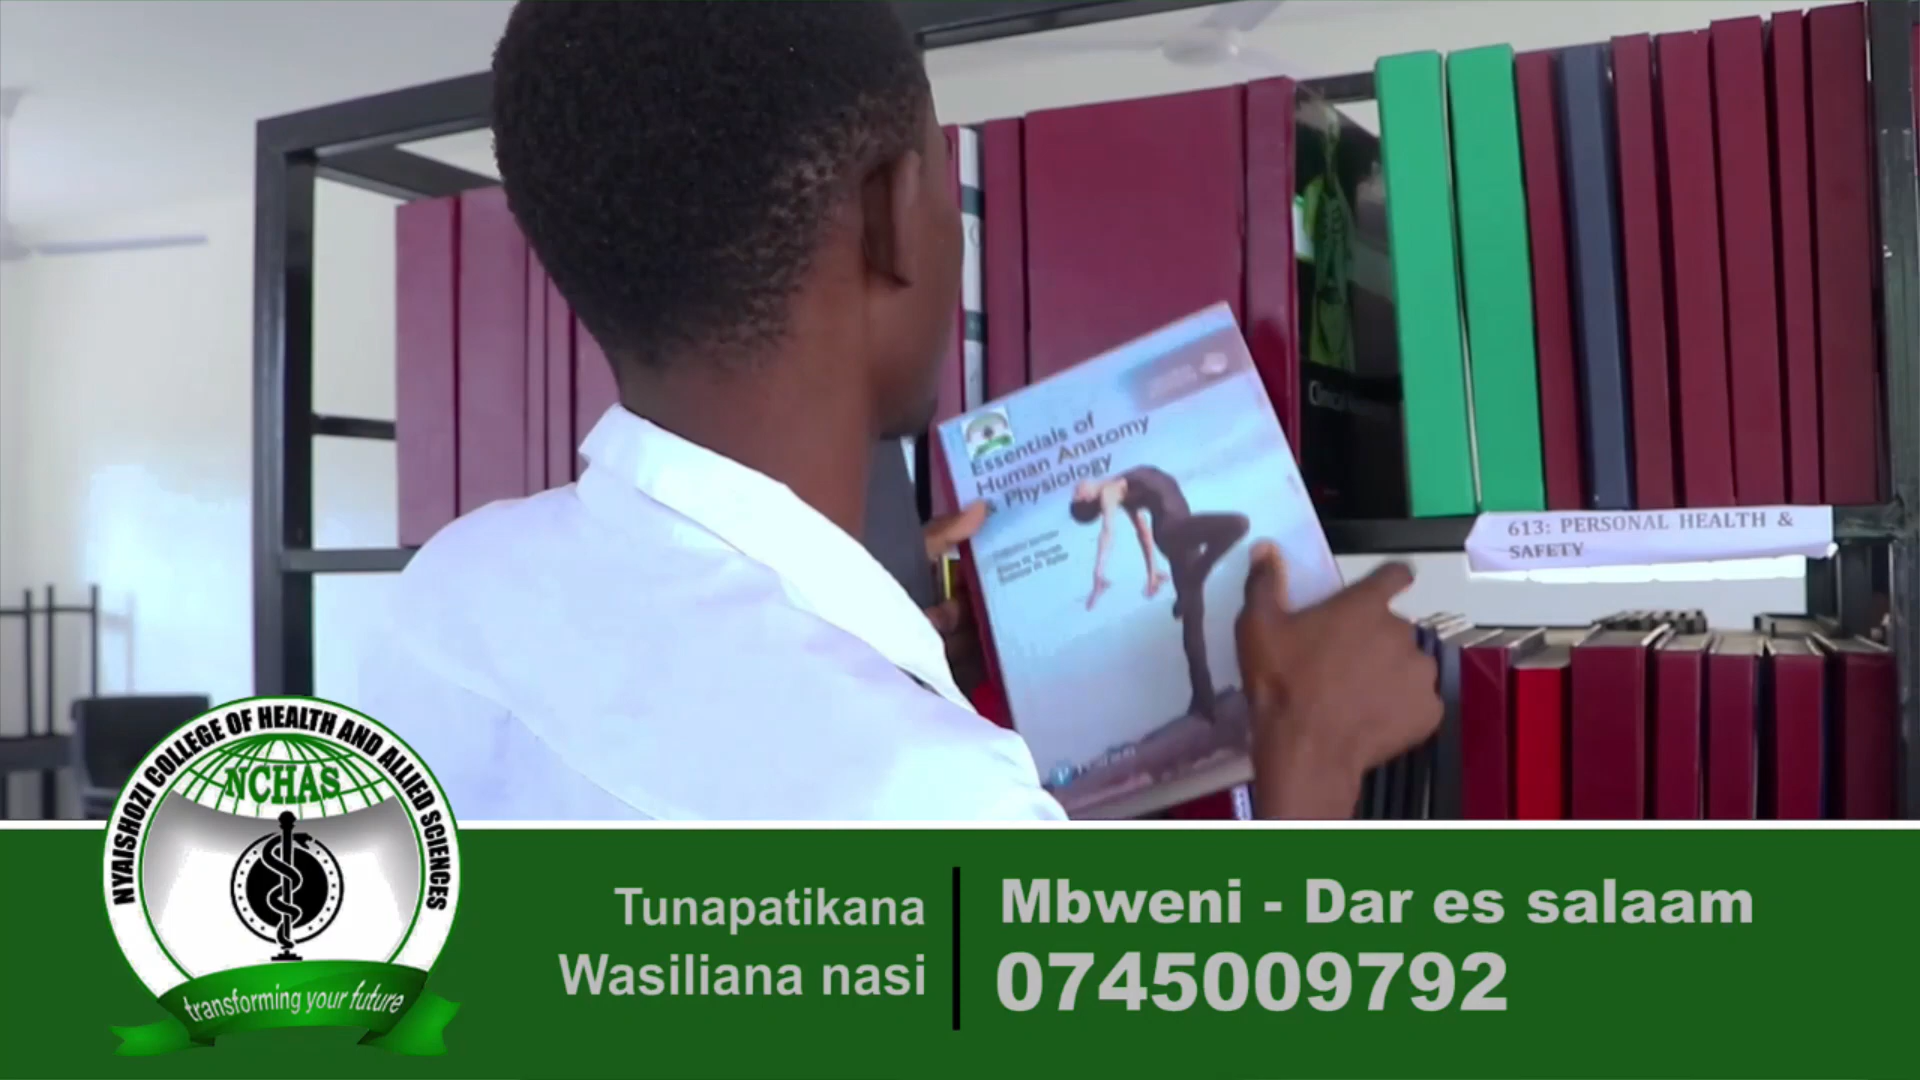 Essentials of
Human Anatomy
& Physiology
613: PERSONAL HEALTH &
SAFETY
NYAISHOZI COLLEGE OF HEALTH AND ALLIED SCIENCES
NCHAS
transforming your future
Tunapatikana
Wasiliana nasi
Mbweni - Dar es salaam
0745009792